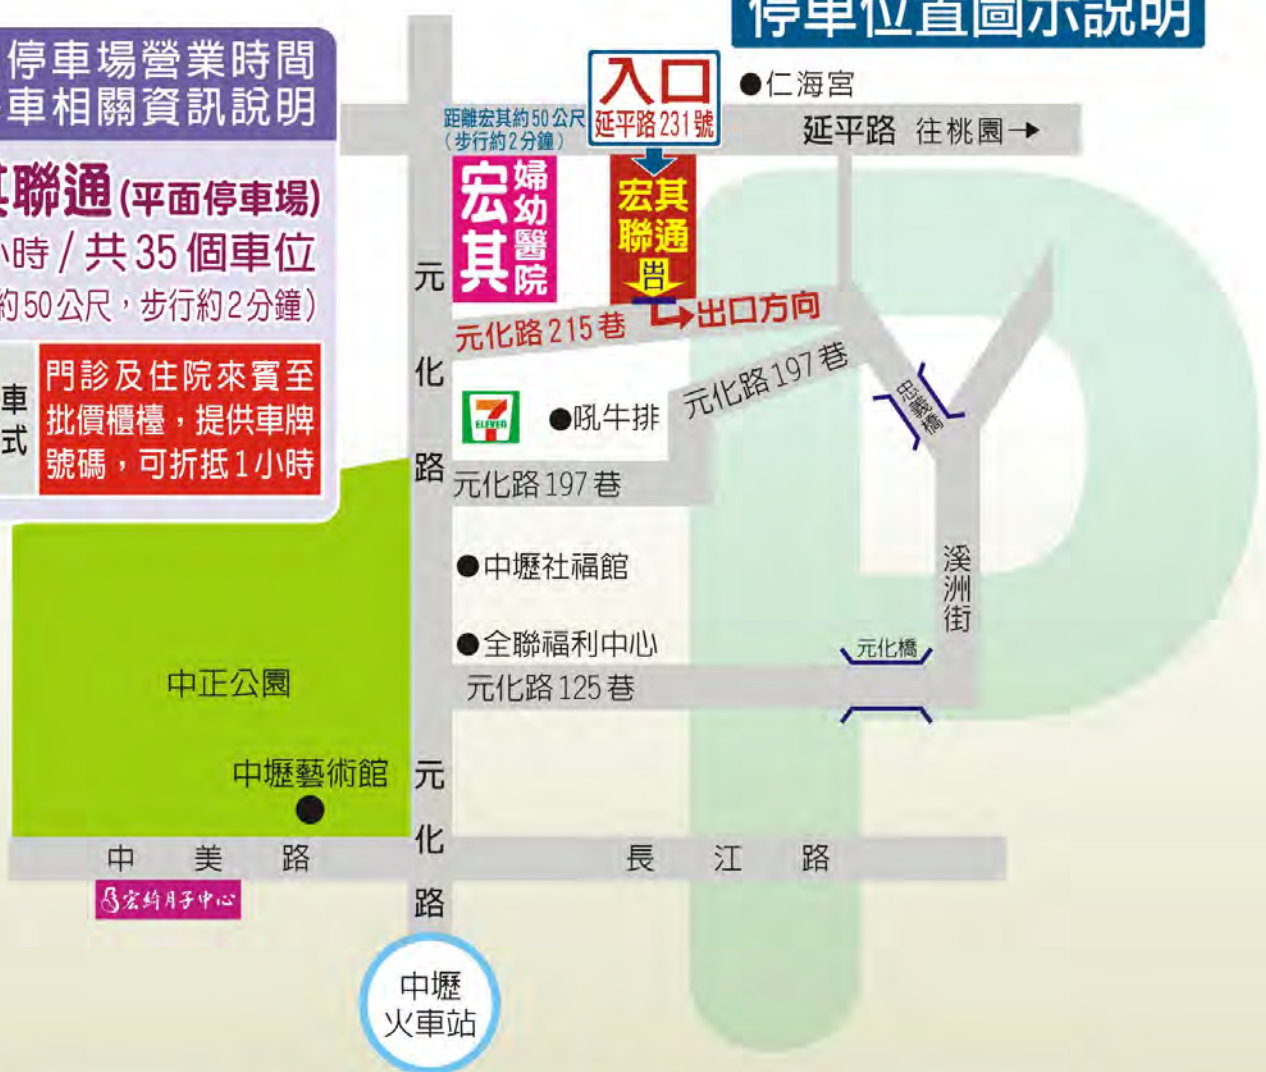 停車位置圖示說明
停車場營業時間
車相關資訊說明
聯通(平面停車場)
小時/共35個車位
約50公尺,步行約2分鐘)
車
式
門診及住院來賓至
批價櫃檯,提供車牌
號碼,可折抵1小時
入口
延平路231號
●仁海宮
延平路 往桃園→
距離宏其約50公尺
(步行約2分鐘)
宏其
婦幼醫院
宏其
聯通
出口方向
元化路
元化路215巷
元化路197巷
忠義橋
7
ELEVEN
●吼牛排
元化路197巷
●中壢社福館
溪洲街
●全聯福利中心
元化橋
元化路125巷
中正公園
中壢藝術館
元化路
中美路
長江路
宏綺月子中心
中壢
火車站